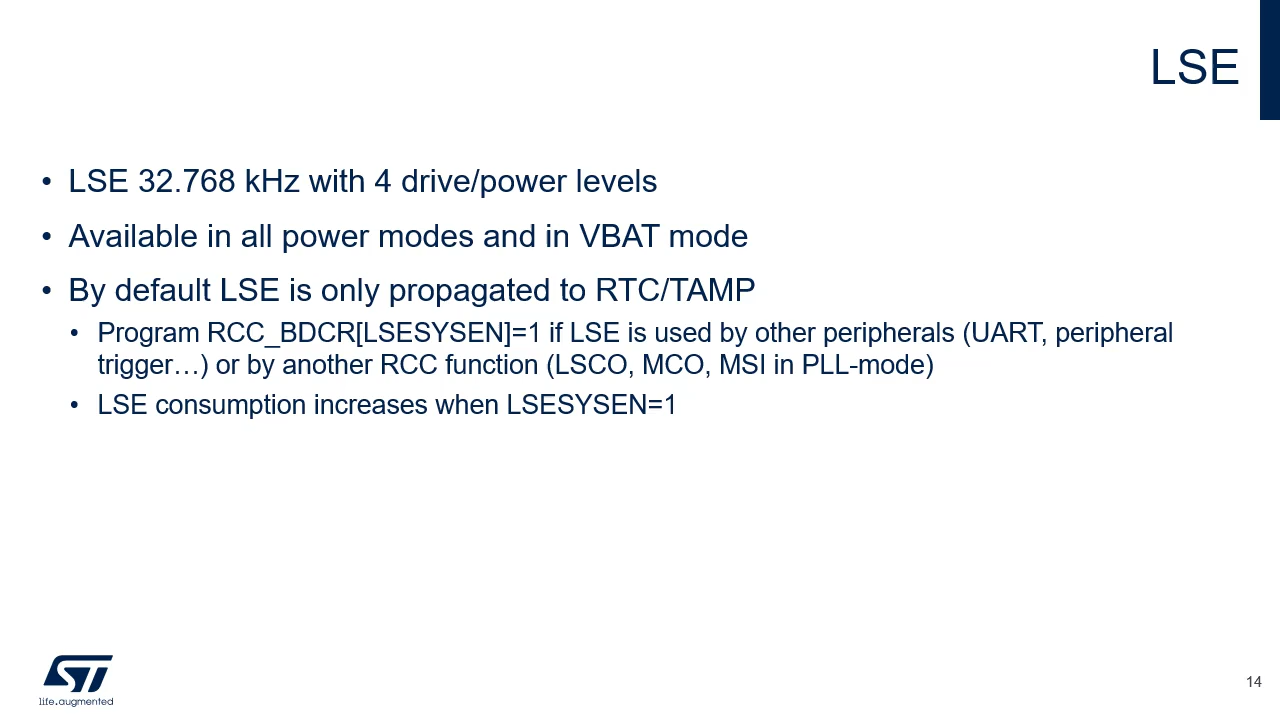 LSE
• LSE 32.768 kHz with 4 drive/power levels
• Available in all power modes and in VBAT mode
• By default LSE is only propagated to RTC/TAMP
• Program RCC_BDCR[LSESYSEN]=1 if LSE is used by other peripherals (UART, peripheral
trigger…) or by another RCC function (LSCO, MCO, MSI in PLL-mode)
• LSE consumption increases when LSESYSEN=1
ST
life.augmented
14